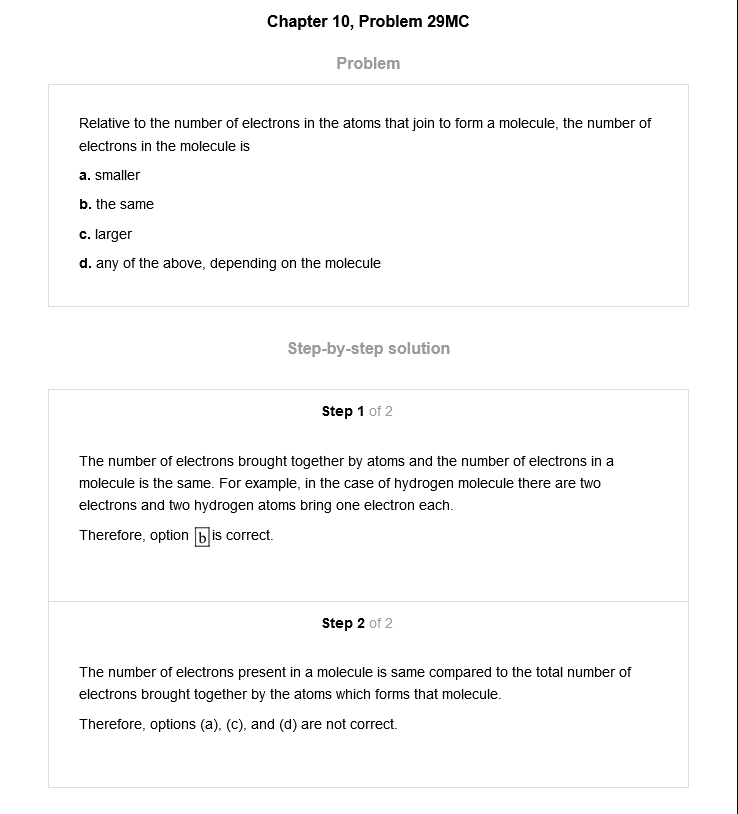 Chapter 10, Problem 29MC
Problem
Relative to the number of electrons in the atoms that join to form a molecule, the number of
electrons in the molecule is
a. smaller
b. the same
c. larger
d. any of the above, depending on the molecule
Step-by-step solution
Step 1 of 2
The number of electrons brought together by atoms and the number of electrons in a
molecule is the same. For example, in the case of hydrogen molecule there are two
electrons and two hydrogen atoms bring one electron each.
Therefore, option b is correct.
Step 2 of 2
The number of electrons present in a molecule is same compared to the total number of
electrons brought together by the atoms which forms that molecule.
Therefore, options (a), (c), and (d) are not correct.